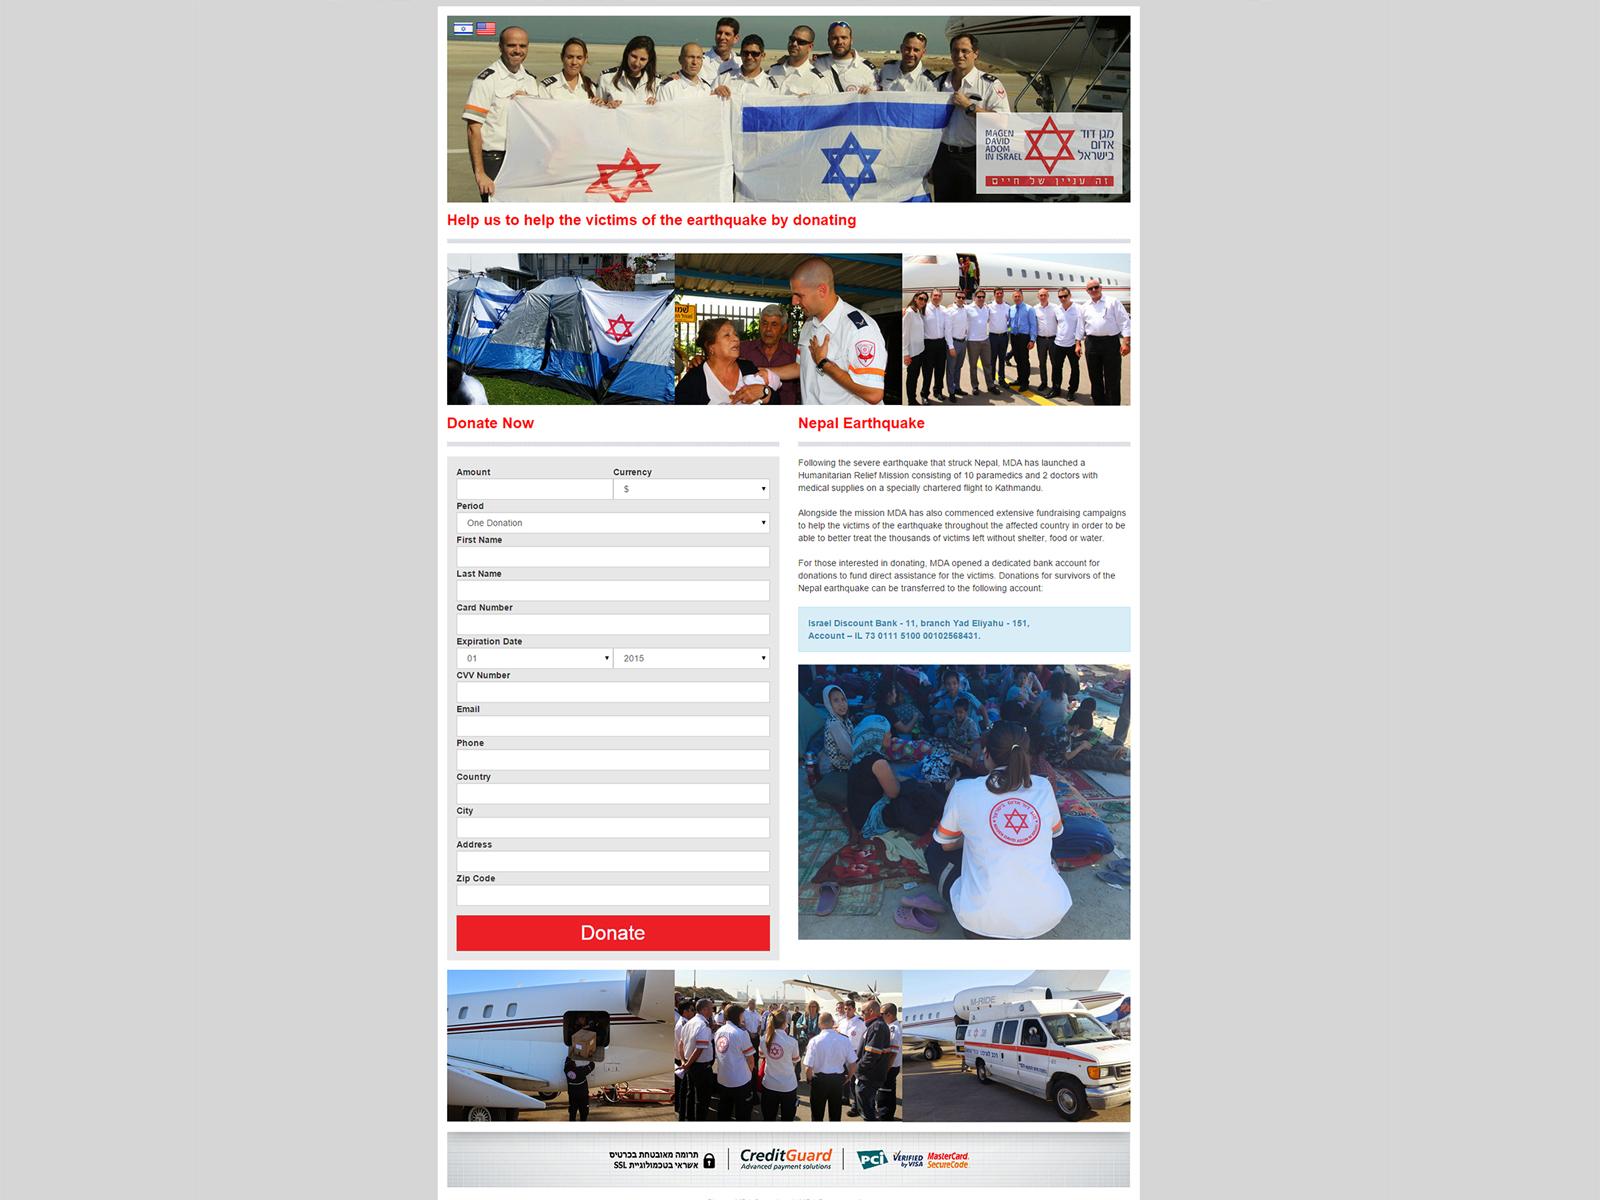 MAGEN
DAVID
ADOM
IN ISRAEL
מגן דוד
אדום
בישראל
זה עניין של חיים
Help us to help the victims of the earthquake by donating
Donate Now
Amount
Currency
$
Period
One Donation
First Name
Last Name
Card Number
Expiration Date
01
2015
CVV Number
Email
Phone
Country
City
Address
Zip Code
Donate
Nepal Earthquake
Following the severe earthquake that struck Nepal, MDA has launched a
Humanitarian Relief Mission consisting of 10 paramedics and 2 doctors with
medical supplies on a specially chartered flight to Kathmandu.
Alongside the mission MDA has also commenced extensive fundraising campaigns
to help the victims of the earthquake throughout the affected country in order to be
able to better treat the thousands of victims left without shelter, food or water.
For those interested in donating, MDA opened a dedicated bank account for
donations to fund direct assistance for the victims. Donations for survivors of the
Nepal earthquake can be transferred to the following account:
Israel Discount Bank - 11, branch Yad Eliyahu - 151,
Account – IL 73 0111 5100 00102568431.
M-RIDE
תרומה מאובטחת בכרטיס
אשראי בטכנולוגיית SSL
CreditGuard
Advanced payment solutions
PCI
VERIFIED
by VISA
MasterCard.
SecureCode.